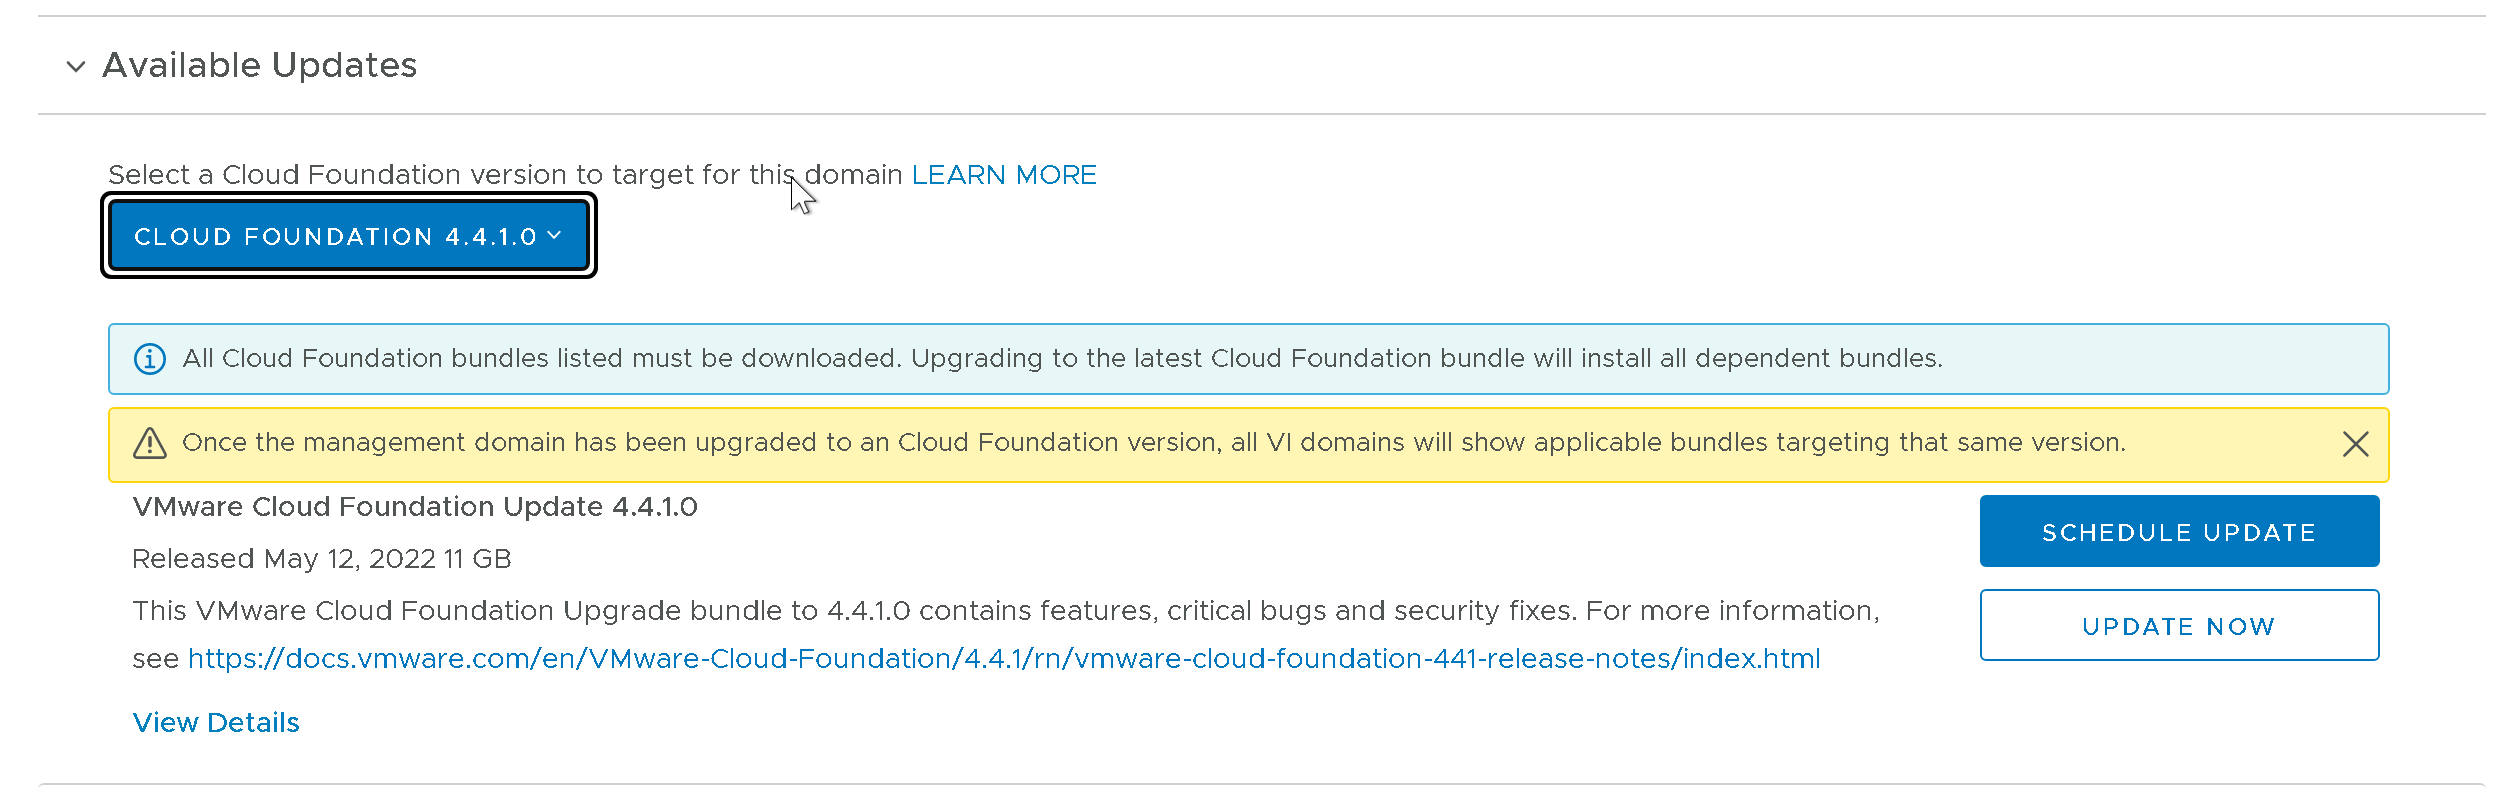 Available Updates
Select a Cloud Foundation version to target for this domain LEARN MORE
CLOUD FOUNDATION 4.4.1.0
All Cloud Foundation bundles listed must be downloaded. Upgrading to the latest Cloud Foundation bundle will install all dependent bundles.
Once the management domain has been upgraded to an Cloud Foundation version, all VI domains will show applicable bundles targeting that same version.
VMware Cloud Foundation Update 4.4.1.0
SCHEDULE UPDATE
Released May 12, 2022 11 GB
This VMware Cloud Foundation Upgrade bundle to 4.4.1.0 contains features, critical bugs and security fixes. For more information,
UPDATE NOW
see https://docs.vmware.com/en/VMware-Cloud-Foundation/4.4.1/rn/vmware-cloud-foundation-441-release-notes/index.html
View Details